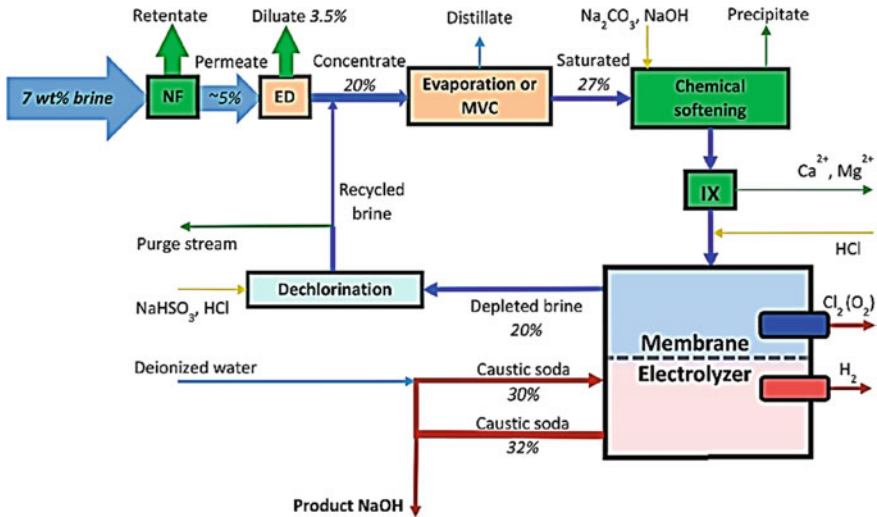 Retentate
Diluate 3.5%
Distillate
Na₂CO₃, NaOH
Precipitate
7 wt% brine
NF
Permeate
~5%
ED
Concentrate
20%
Evaporation or
MVC
Saturated
27%
Chemical
softening
IX
Ca²⁺, Mg²⁺
HCl
Recycled
brine
Purge stream
NaHSO₃, HCl
Dechlorination
Depleted brine
20%
Membrane
Electrolyzer
Cl₂ (O₂)
H₂
Deionized water
Caustic soda
30%
Caustic soda
32%
Product NaOH